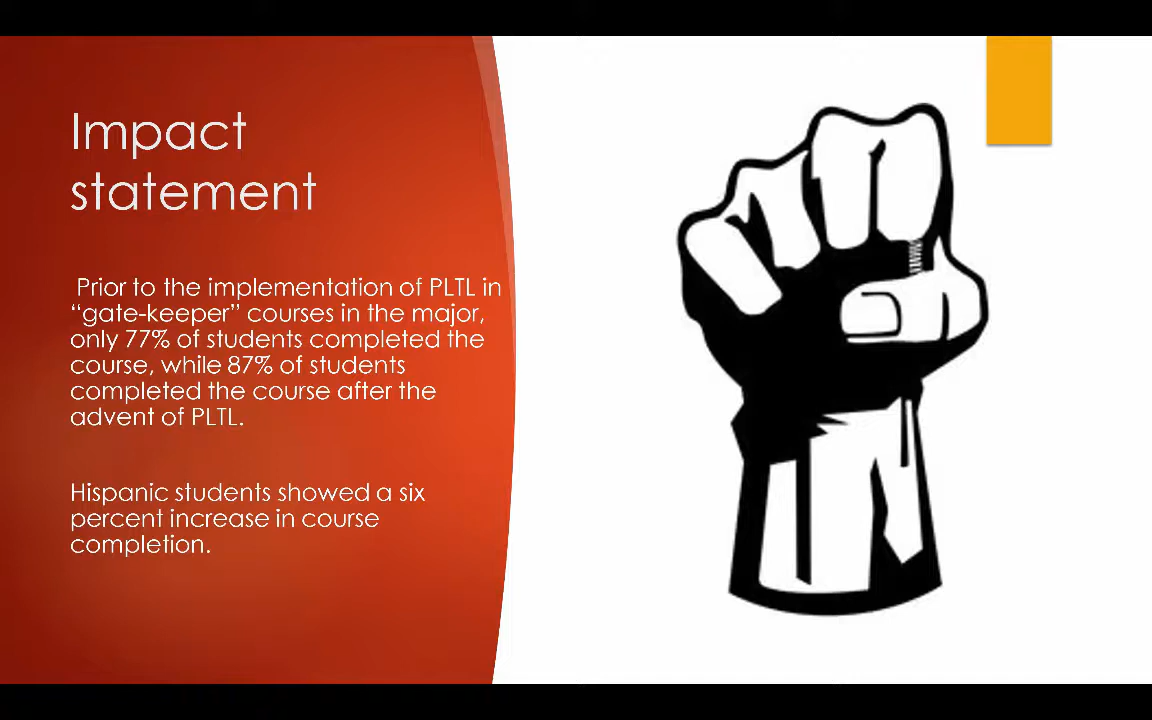 Impact
statement
Prior to the implementation of PLTL in
“gate-keeper” courses in the major,
only 77% of students completed the
course, while 87% of students
completed the course after the
advent of PLTL.
Hispanic students showed a six
percent increase in course
completion.